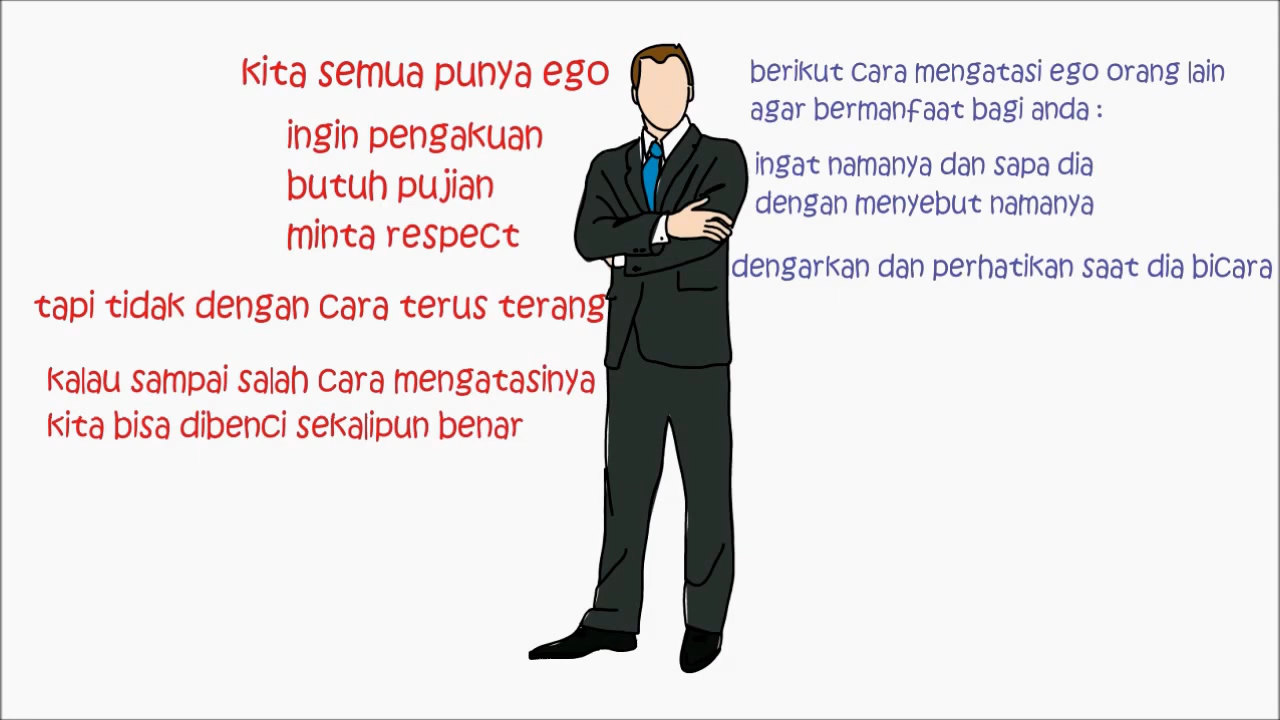 kita semua punya ego
ingin pengakuan
butuh pujian
minta respect
tapi tidak dengan cara terus terang
kalau sampai salah cara mengatasinya
kita bisa dibenci sekalipun benar
berikut cara mengatasi ego orang lain
agar bermanfaat bagi anda :
ingat namanya dan sapa dia
dengan menyebut namanya
dengarkan dan perhatikan saat dia bicara